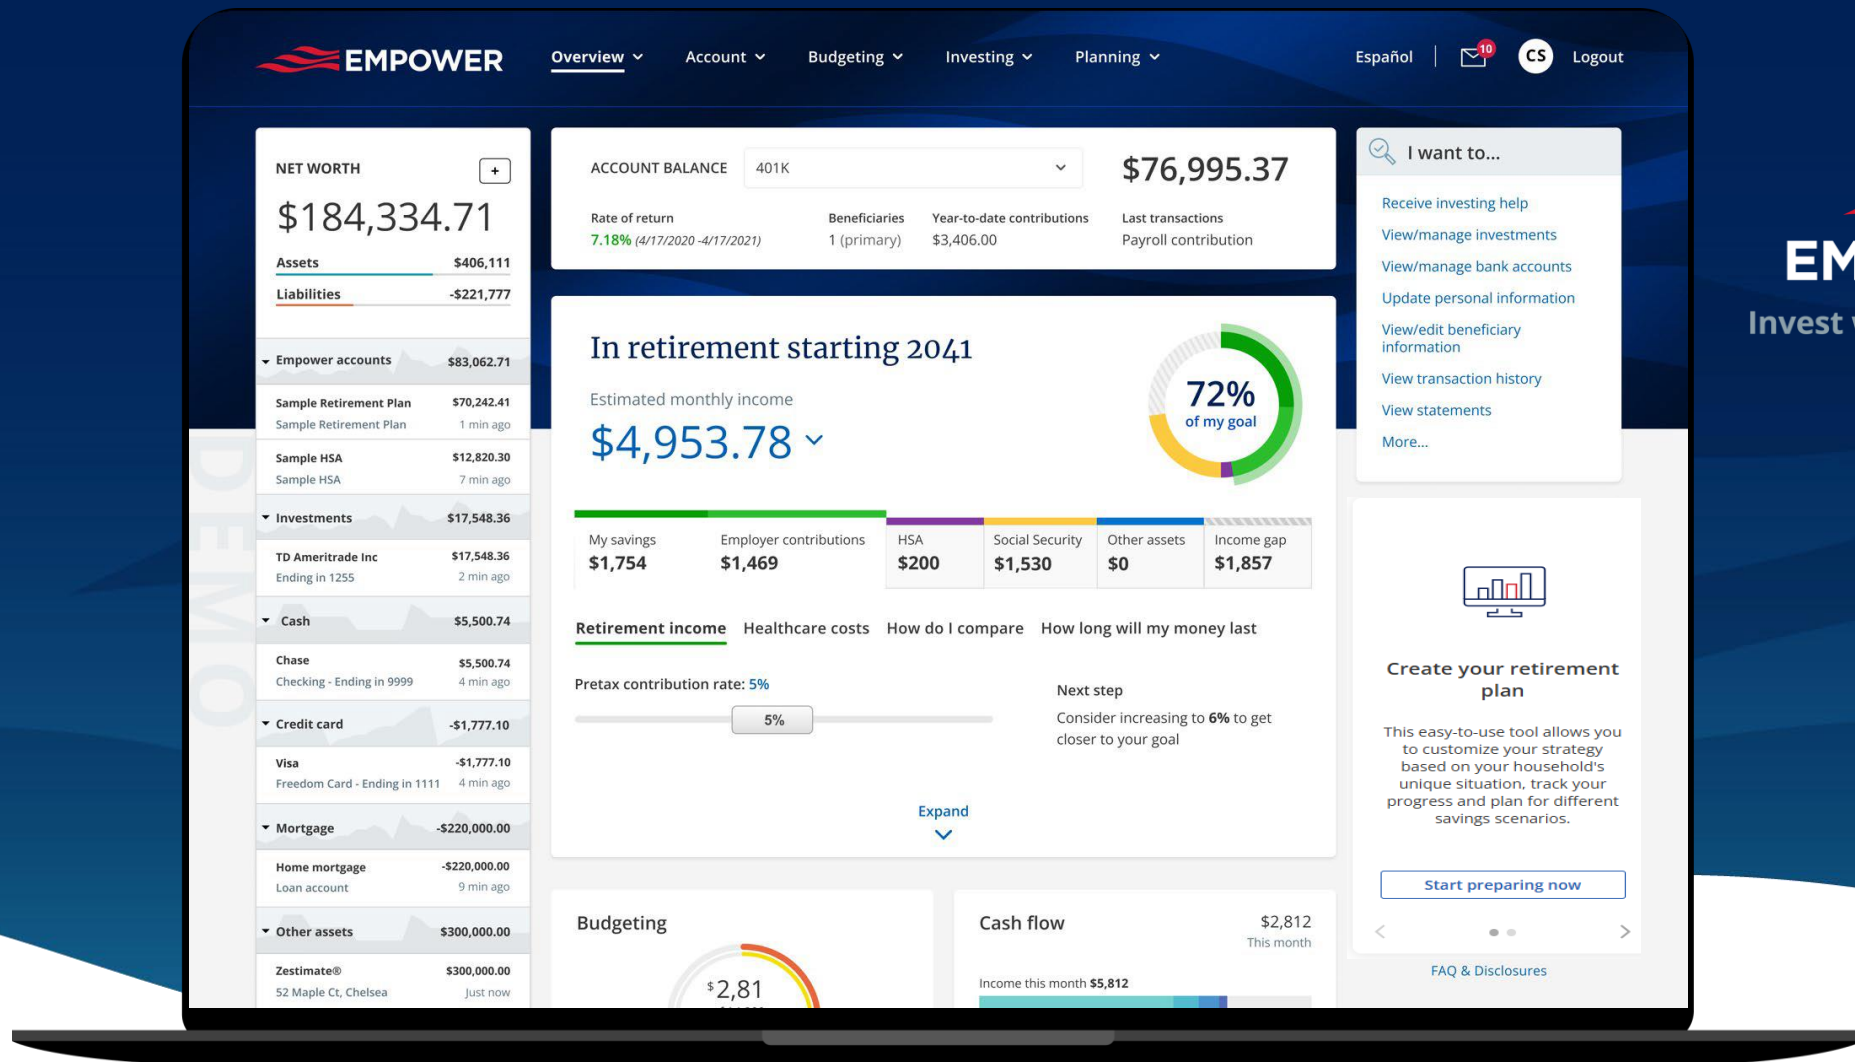 EMPOWER
Overview
Account
Budgeting
Investing
Planning
Español
10
CS
Logout
NET WORTH
+
$184,334.71
Assets $406,111
Liabilities -$221,777
Empower accounts $83,062.71
Sample Retirement Plan $70,242.41
Sample Retirement Plan 1 min ago
Sample HSA $12,820.30
Sample HSA 7 min ago
Investments $17,548.36
TD Ameritrade Inc $17,548.36
Ending in 1255 2 min ago
Cash $5,500.74
Chase $5,500.74
Checking - Ending in 9999 4 min ago
Credit card -$1,777.10
Visa -$1,777.10
Freedom Card - Ending in 1111 4 min ago
Mortgage -$220,000.00
Home mortgage -$220,000.00
Loan account 9 min ago
Other assets $300,000.00
Zestimate® $300,000.00
52 Maple Ct, Chelsea Just now
DEMO
ACCOUNT BALANCE 401K $76,995.37
Rate of return Beneficiaries Year-to-date contributions Last transactions
7.18% (4/17/2020 -4/17/2021) 1 (primary) $3,406.00 Payroll contribution
In retirement starting 2041
Estimated monthly income
$4,953.78
72%
of my goal
My savings Employer contributions HSA Social Security Other assets Income gap
$1,754 $1,469 $200 $1,530 $0 $1,857
Retirement income Healthcare costs How do I compare How long will my money last
Pretax contribution rate: 5%
5%
Next step
Consider increasing to 6% to get
closer to your goal
Expand
Budgeting
$2,81
Cash flow $2,812
This month
Income this month $5,812
I want to...
Receive investing help
View/manage investments
View/manage bank accounts
Update personal information
View/edit beneficiary
information
View transaction history
View statements
More...
Create your retirement
plan
This easy-to-use tool allows you
to customize your strategy
based on your household's
unique situation, track your
progress and plan for different
savings scenarios.
Start preparing now
FAQ & Disclosures
EM
Invest